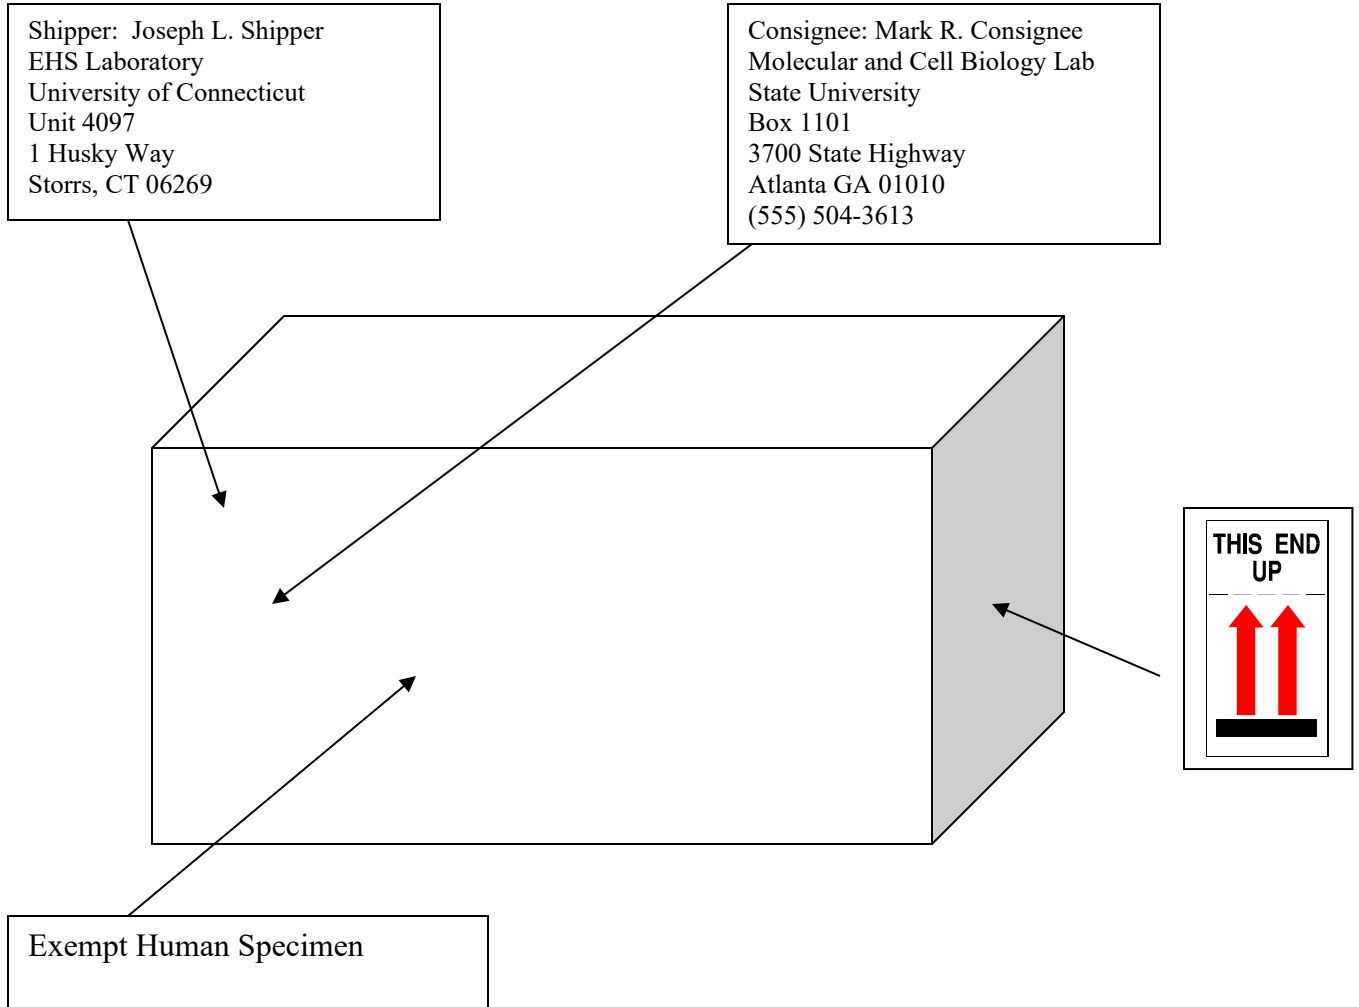 Shipper:  Joseph L. Shipper
EHS Laboratory
University of Connecticut
Unit 4097
1 Husky Way
Storrs, CT 06269
Consignee: Mark R. Consignee
Molecular and Cell Biology Lab
State University
Box 1101
3700 State Highway
Atlanta GA 01010
(555) 504-3613
THIS END
UP
Exempt Human Specimen